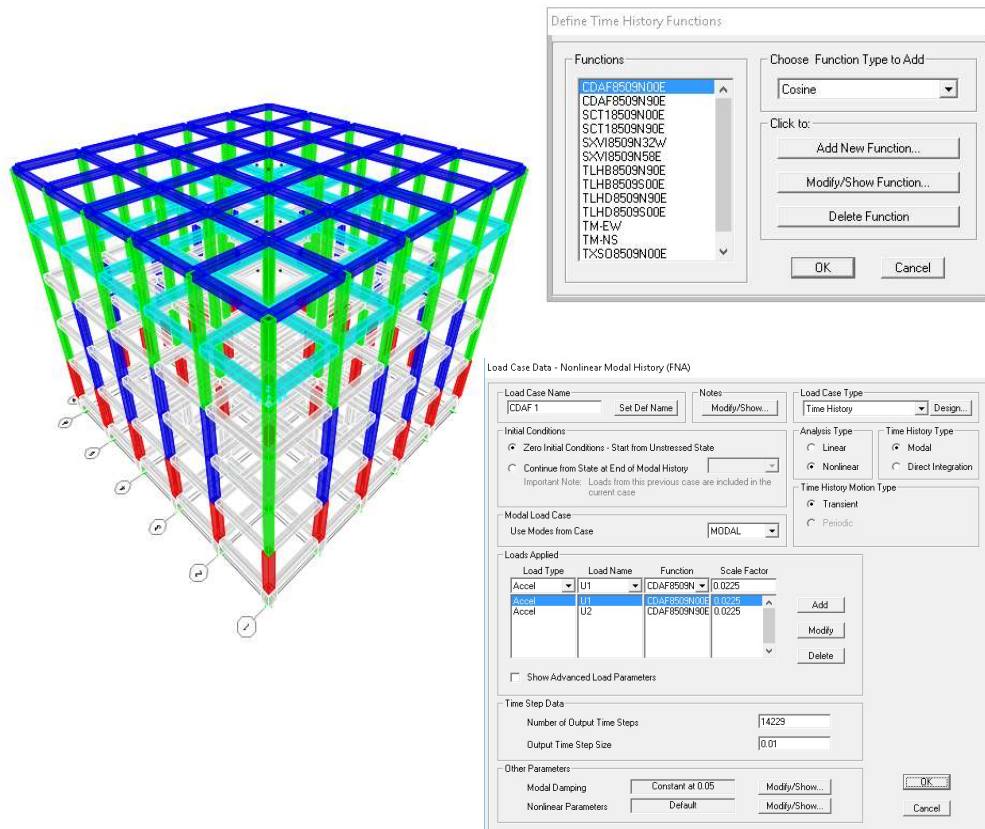 Define Time History Functions
Functions
CDAF8509N00E
CDAF8509N90E
SCT18509N00E
SCT18509N90E
SXVI8509N32W
SXVI8509N58E
TLHB8509N90E
TLHB8509S00E
TLHD8509N90E
TLHD8509S00E
TM-EW
TM-NS
TXSO8509N00E
Choose Function Type to Add
Cosine
Click to:
Add New Function...
Modify/Show Function...
Delete Function
OK Cancel
Load Case Data - Nonlinear Modal History (FNA)
Load Case Name
CDAF 1 Set Def Name
Notes
Modify/Show...
Load Case Type
Time History Design...
Initial Conditions
Zero Initial Conditions - Start from Unstressed State
Continue from State at End of Modal History
Important Note: Loads from this previous case are included in the
current case
Analysis Type
Linear
Nonlinear
Time History Type
Modal
Direct Integration
Time History Motion Type
Transient
Periodic
Modal Load Case
Use Modes from Case MODAL
Loads Applied
Load Type Load Name Function Scale Factor
Accel U1 CDAF8509N 0.0225
Accel U1 CDAF8509N00E 0.0225
Accel U2 CDAF8509N90E 0.0225
Add
Modify
Delete
Show Advanced Load Parameters
Time Step Data
Number of Output Time Steps 14229
Output Time Step Size 0.01
Other Parameters
Modal Damping Constant at 0.05 Modify/Show...
Nonlinear Parameters Default Modify/Show...
OK
Cancel